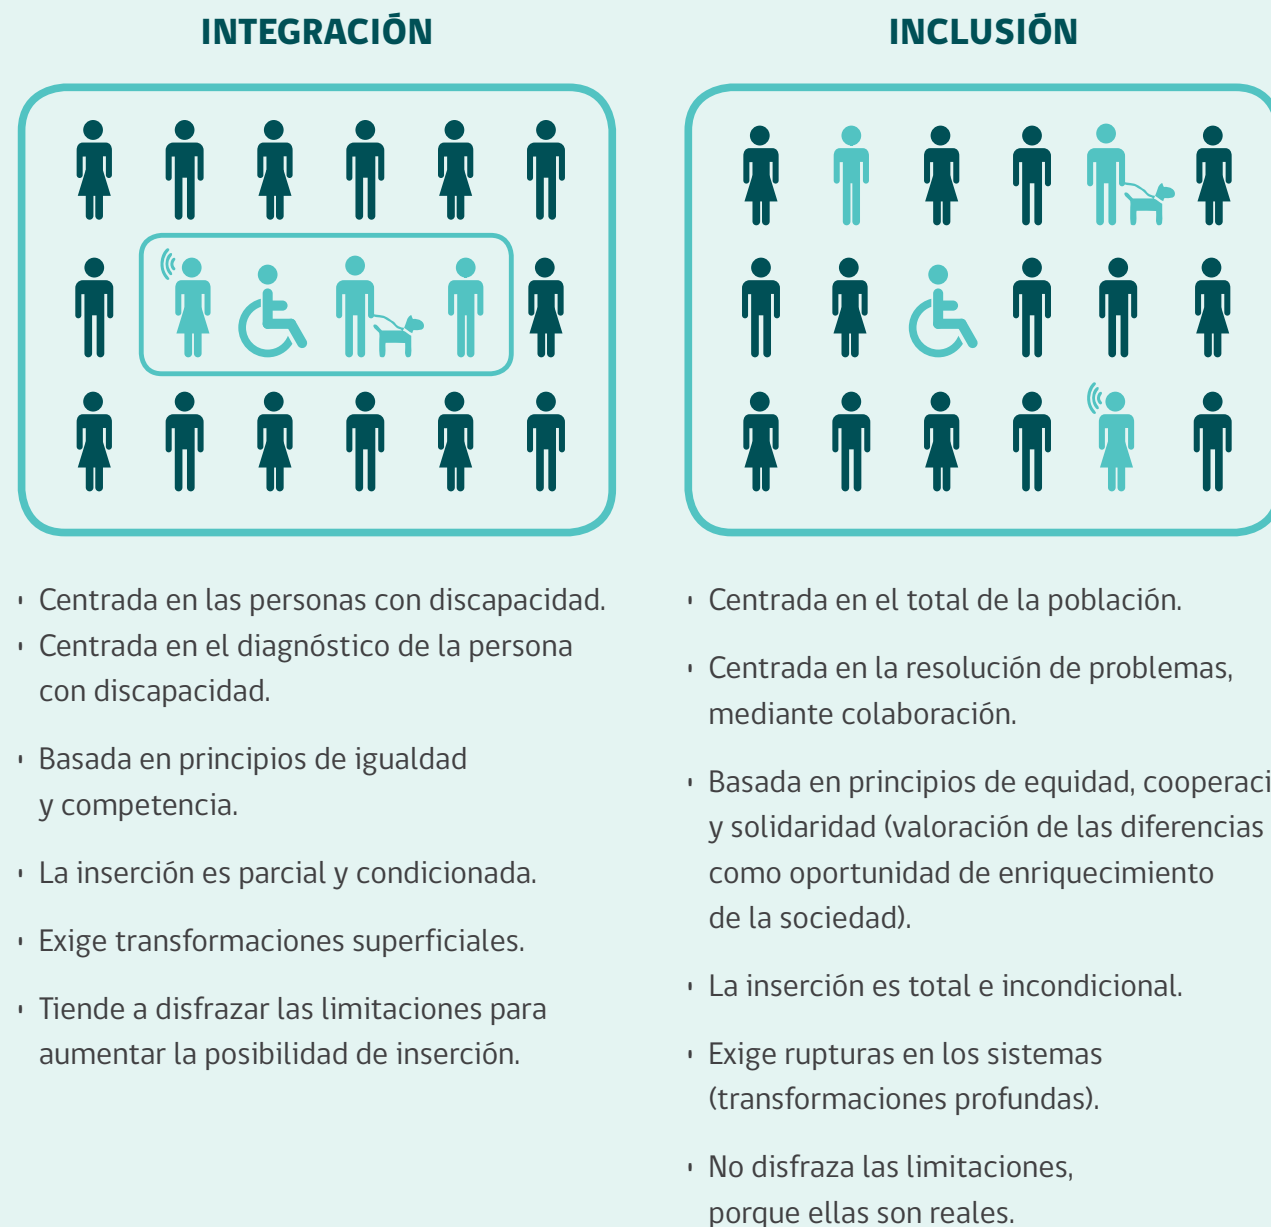 INTEGRACIÓN
· Centrada en las personas con discapacidad.
· Centrada en el diagnóstico de la persona
con discapacidad.
· Basada en principios de igualdad
y competencia.
· La inserción es parcial y condicionada.
· Exige transformaciones superficiales.
· Tiende a disfrazar las limitaciones para
aumentar la posibilidad de inserción.
INCLUSIÓN
· Centrada en el total de la población.
· Centrada en la resolución de problemas,
mediante colaboración.
· Basada en principios de equidad, cooperaci
y solidaridad (valoración de las diferencias
como oportunidad de enriquecimiento
de la sociedad).
· La inserción es total e incondicional.
· Exige rupturas en los sistemas
(transformaciones profundas).
· No disfraza las limitaciones,
porque ellas son reales.